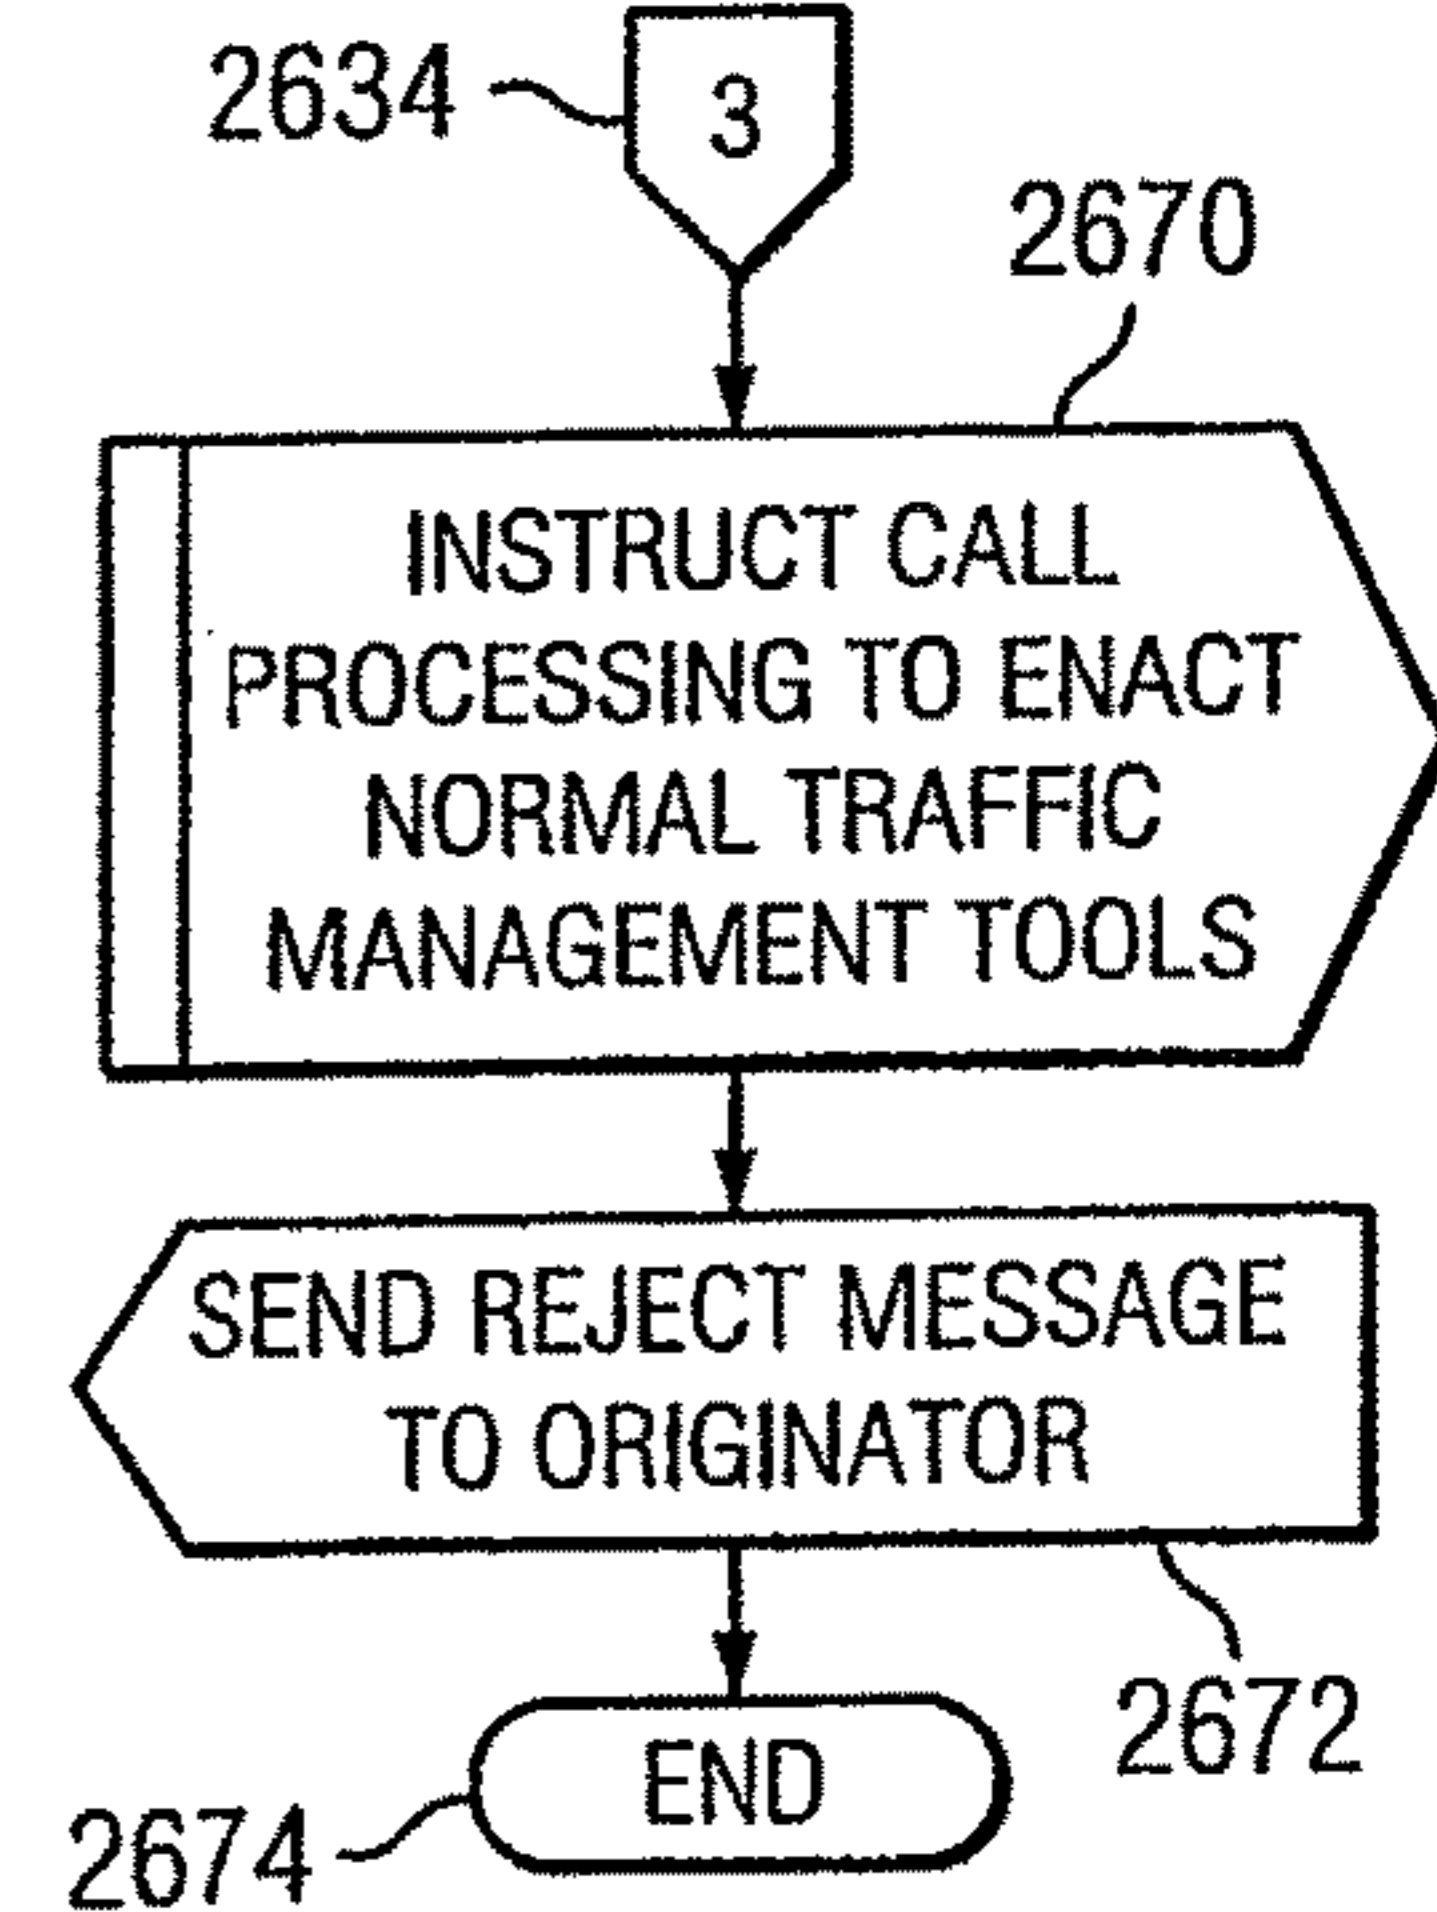 2634
3
2670
INSTRUCT CALL
PROCESSING TO ENACT
NORMAL TRAFFIC
MANAGEMENT TOOLS
SEND REJECT MESSAGE
TO ORIGINATOR
2672
END
2674